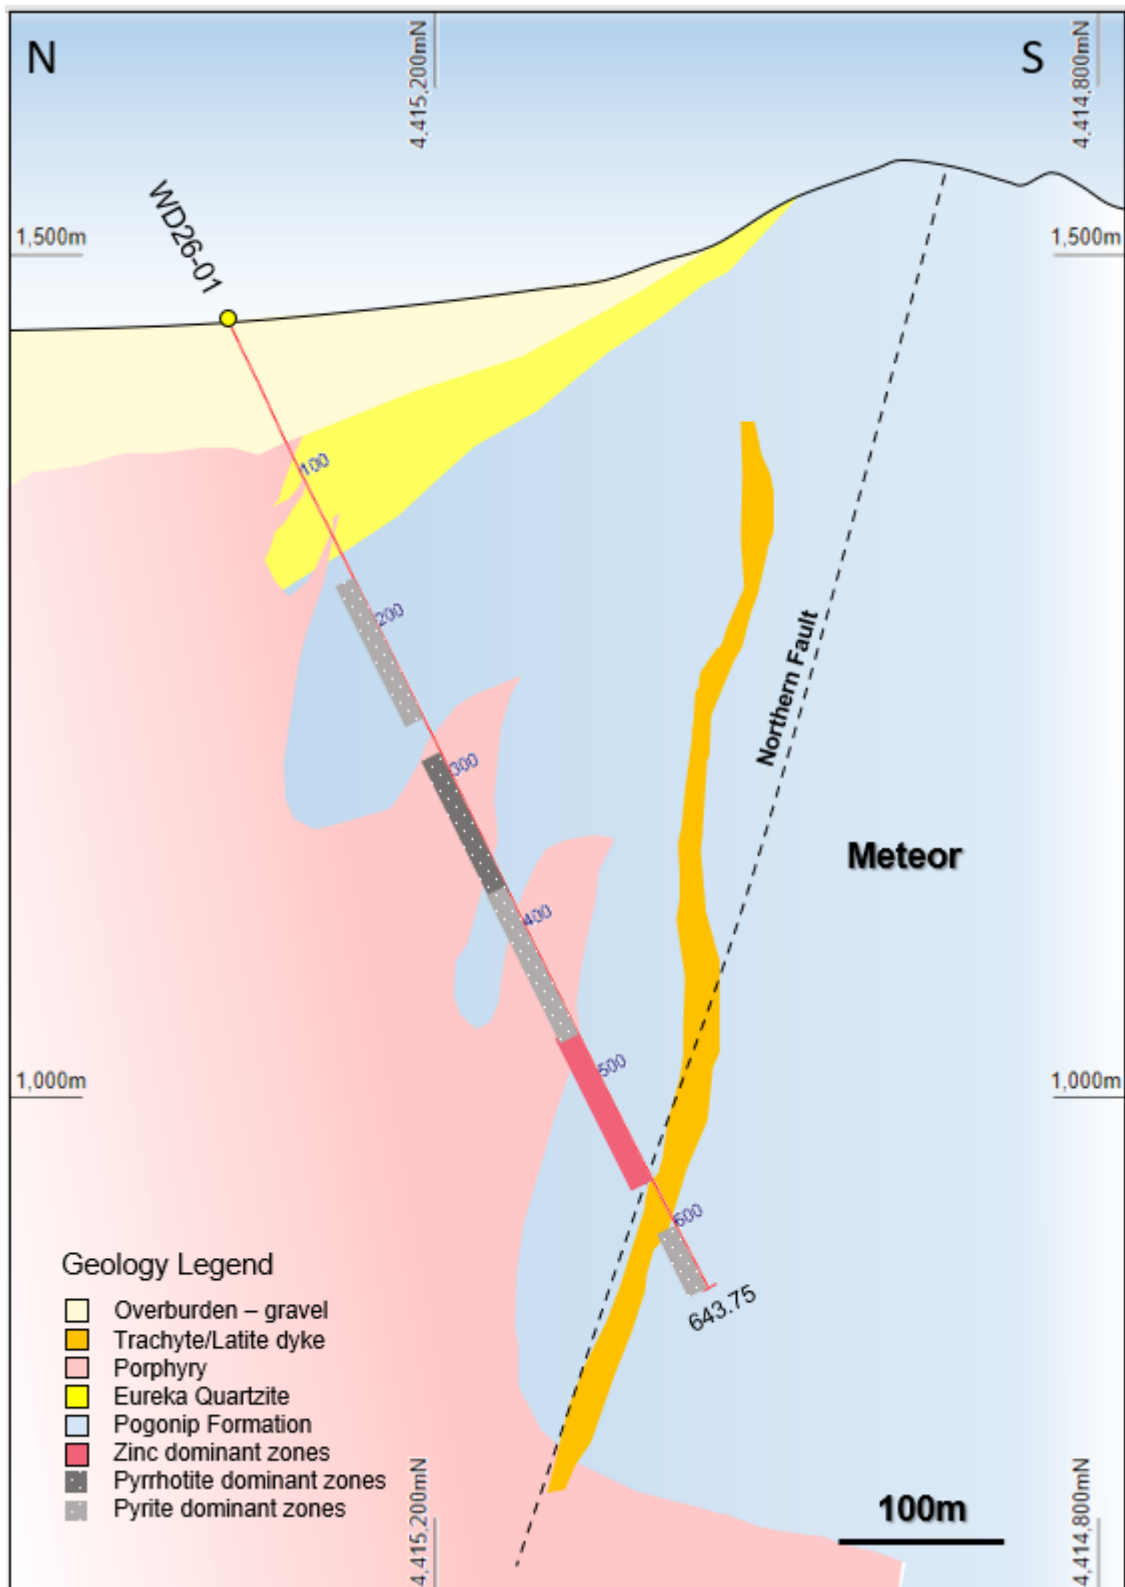 N
S
4,415,200mN
4,414,800mN
WD26-01
1,500m
1,500m
100
200
300
Northern Fault
Meteor
400
500
1,000m
1,000m
600
643.75
Geology Legend
Overburden – gravel
Trachyte/Latite dyke
Porphyry
Eureka Quartzite
Pogonip Formation
Zinc dominant zones
Pyrrhotite dominant zones
Pyrite dominant zones
100m
4,415,200mN
4,414,800mN